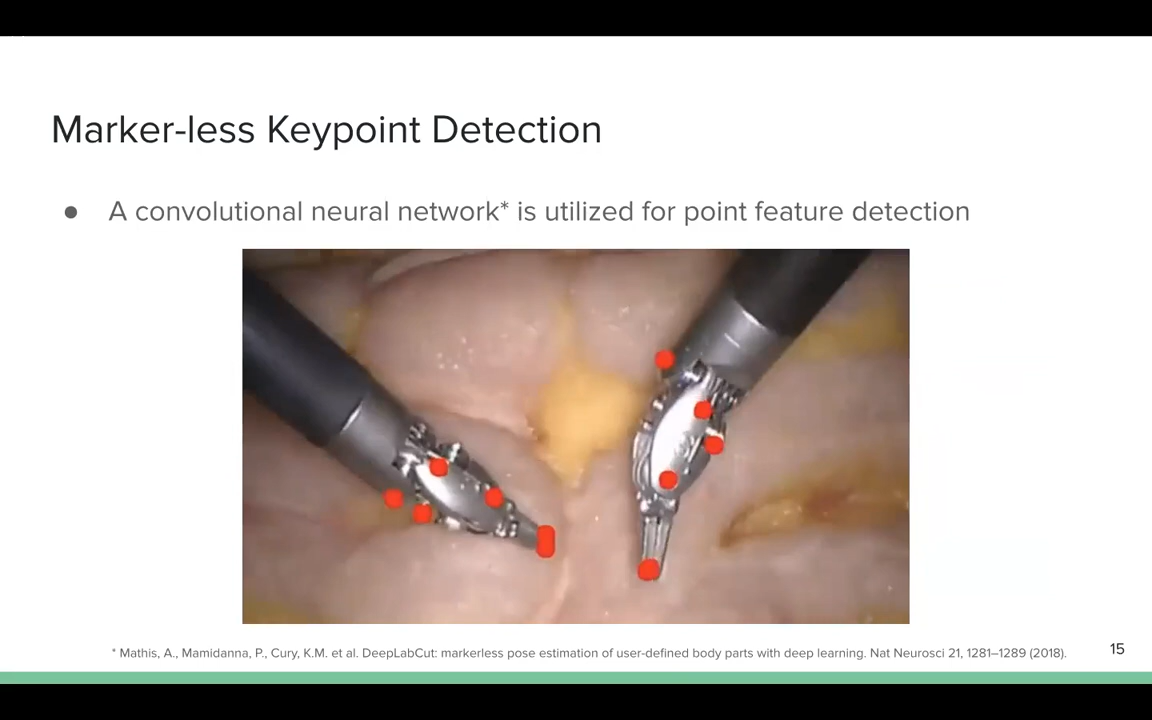 Marker-less Keypoint Detection
● A convolutional neural network* is utilized for point feature detection
* Mathis, A., Mamidanna, P., Cury, K.M. et al. DeepLabCut: markerless pose estimation of user-defined body parts with deep learning. Nat Neurosci 21, 1281–1289 (2018).
15